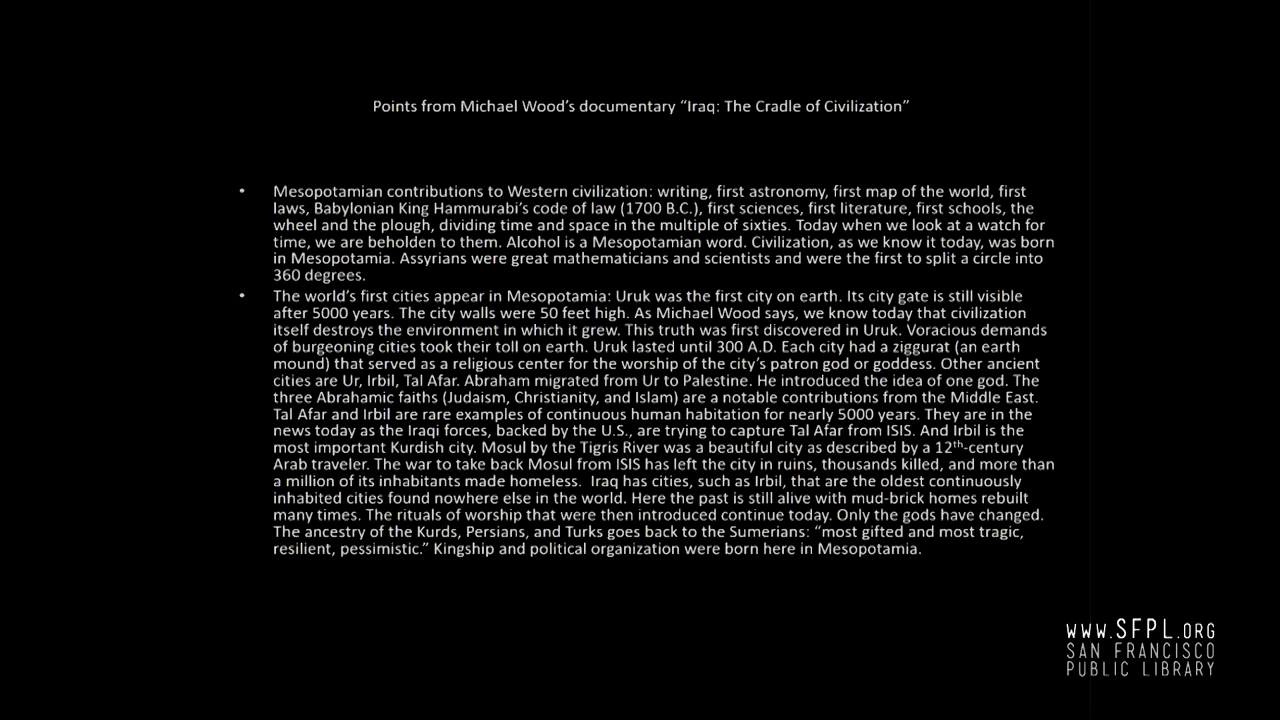 Points from Michael Wood's documentary “Iraq: The Cradle of Civilization”
• Mesopotamian contributions to Western civilization: writing, first astronomy, first map of the world, first
laws, Babylonian King Hammurabi's code of law (1700 B.C.), first sciences, first literature, first schools, the
wheel and the plough, dividing time and space in the multiple of sixties. Today when we look at a watch for
time, we are beholden to them. Alcohol is a Mesopotamian word. Civilization, as we know it today, was born
in Mesopotamia. Assyrians were great mathematicians and scientists and were the first to split a circle into
360 degrees.
• The world's first cities appear in Mesopotamia: Uruk was the first city on earth. Its city gate is still visible
after 5000 years. The city walls were 50 feet high. As Michael Wood says, we know today that civilization
itself destroys the environment in which it grew. This truth was first discovered in Uruk. Voracious demands
of burgeoning cities took their toll on earth. Uruk lasted until 300 A.D. Each city had a ziggurat (an earth
mound) that served as a religious center for the worship of the city's patron god or goddess. Other ancient
cities are Ur, Irbil, Tal Afar. Abraham migrated from Ur to Palestine. He introduced the idea of one god. The
three Abrahamic faiths (Judaism, Christianity, and Islam) are a notable contributions from the Middle East.
Tal Afar and Irbil are rare examples of continuous human habitation for nearly 5000 years. They are in the
news today as the Iraqi forces, backed by the U.S., are trying to capture Tal Afar from ISIS. And Irbil is the
most important Kurdish city. Mosul by the Tigris River was a beautiful city as described by a 12th-century
Arab traveler. The war to take back Mosul from ISIS has left the city in ruins, thousands killed, and more than
a million of its inhabitants made homeless. Iraq has cities, such as Irbil, that are the oldest continuously
inhabited cities found nowhere else in the world. Here the past is still alive with mud-brick homes rebuilt
many times. The rituals of worship that were then introduced continue today. Only the gods have changed.
The ancestry of the Kurds, Persians, and Turks goes back to the Sumerians: “most gifted and most tragic,
resilient, pessimistic.” Kingship and political organization were born here in Mesopotamia.
WWW.SFPL.ORG
SAN FRANCISCO
PUBLIC LIBRARY